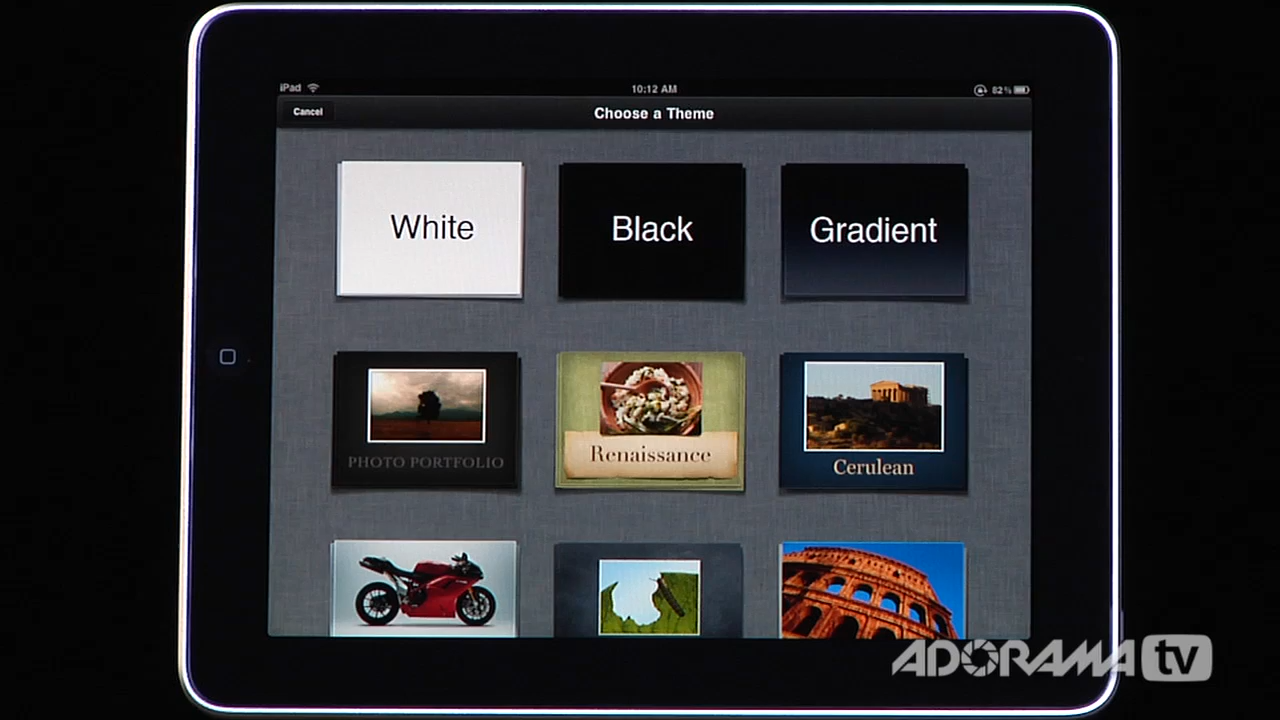 iPad
10:12 AM
82%
Cancel
Choose a Theme
White
Black
Gradient
PHOTO PORTFOLIO
Renaissance
Cerulean
ADORAMA tv